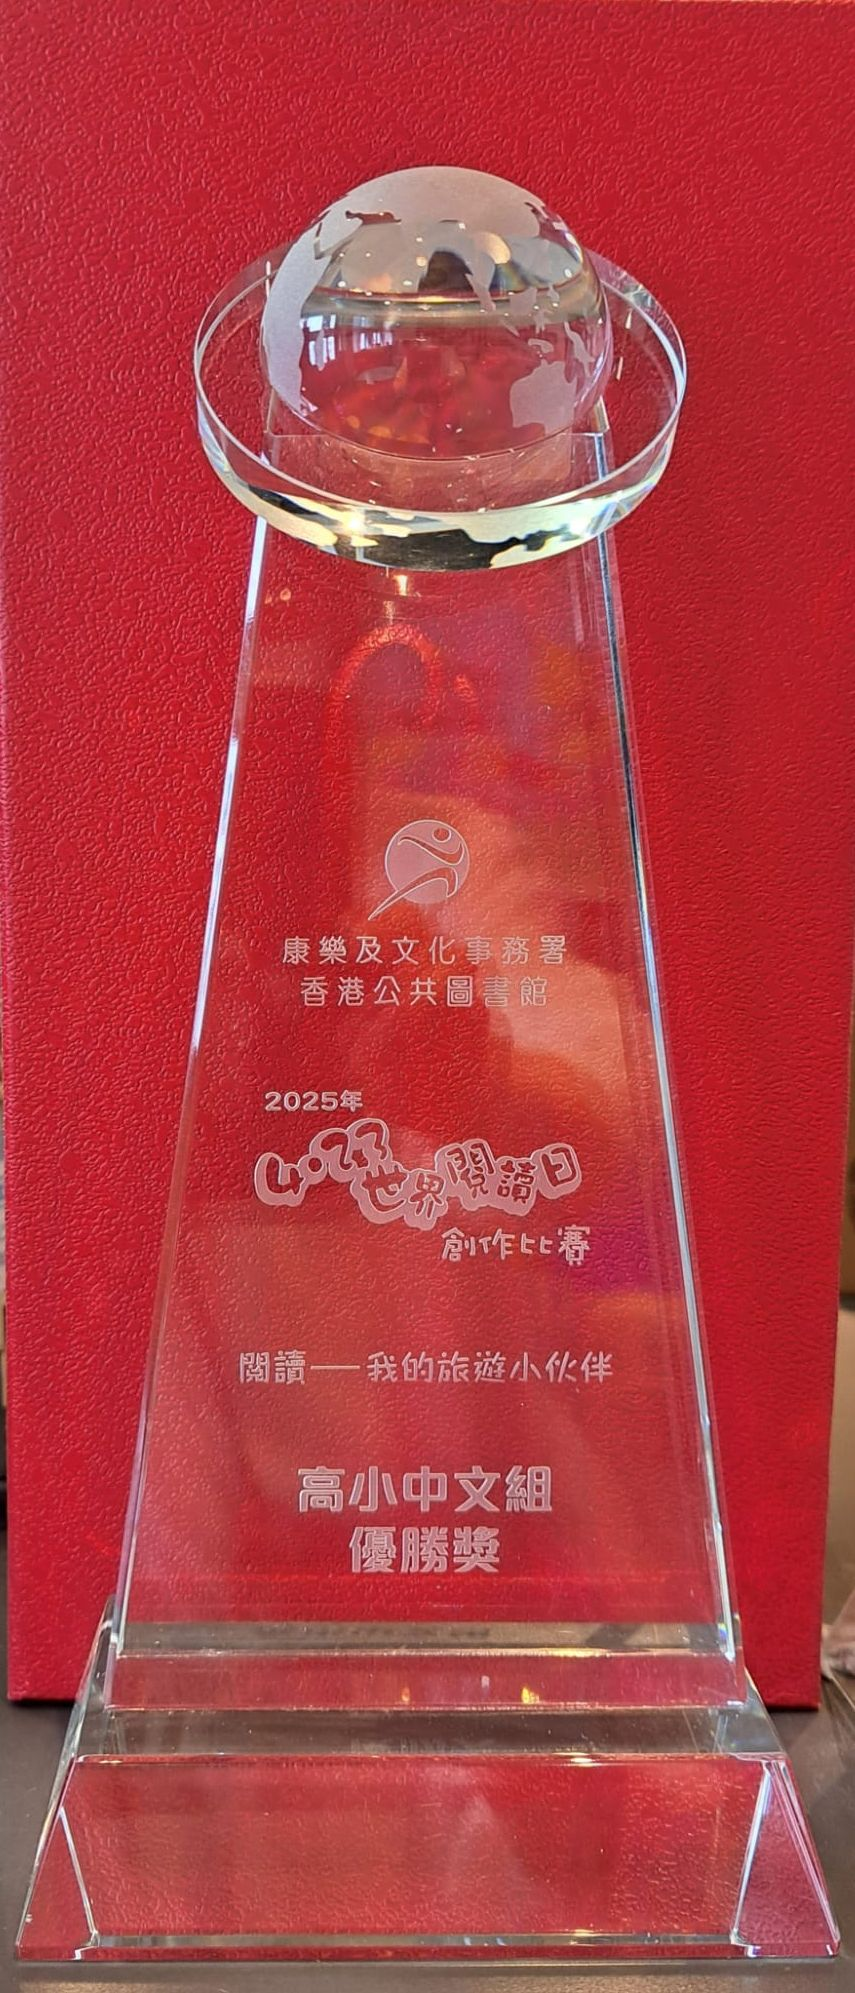 康樂及文化事務署
香港公共圖書館
2025年
4·23世界閱讀日
創作比賽
閱讀——我的旅遊小伙伴
高小中文組
優勝獎